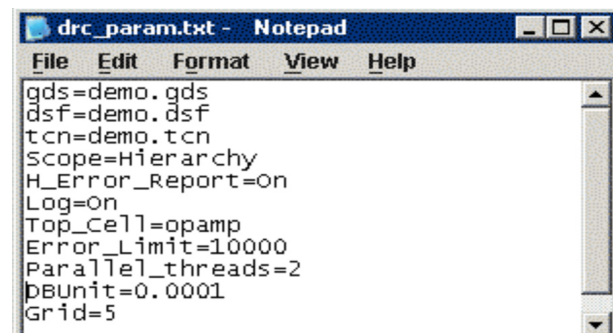 drc_param.txt - Notepad
File Edit Format View Help
gds=demo.gds
dsf=demo.dsf
tcn=demo.tcn
Scope=Hierarchy
H_Error_Report=On
Log=On
Top_Cell=opamp
Error_Limit=10000
Parallel_threads=2
DBUnit=0.0001
Grid=5